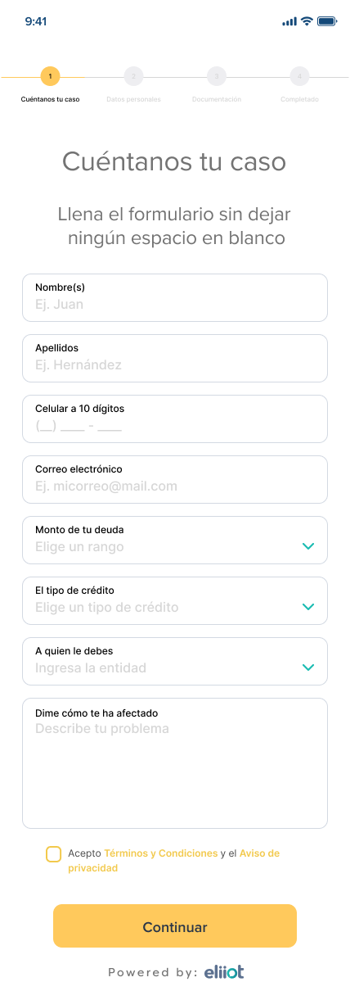 9:41
1 2 3 4
Cuéntanos tu caso Datos personales Documentación Completado
Cuéntanos tu caso
Llena el formulario sin dejar
ningún espacio en blanco
Nombre(s)
Ej. Juan
Apellidos
Ej. Hernández
Celular a 10 dígitos
(__) ____ - ____
Correo electrónico
Ej. micorreo@mail.com
Monto de tu deuda
Elige un rango
El tipo de crédito
Elige un tipo de crédito
A quien le debes
Ingresa la entidad
Dime cómo te ha afectado
Describe tu problema
Acepto Términos y Condiciones y el Aviso de
privacidad
Continuar
Powered by: eliiot